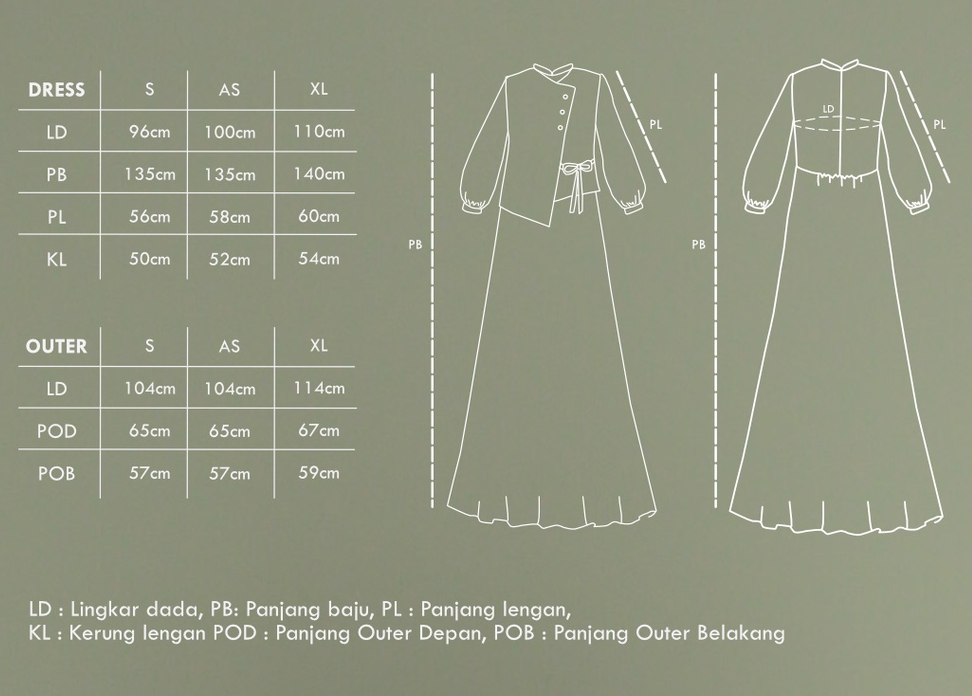 DRESS S AS XL
LD 96cm 100cm 110cm
PB 135cm 135cm 140cm
PL 56cm 58cm 60cm
KL 50cm 52cm 54cm
OUTER S AS XL
LD 104cm 104cm 114cm
POD 65cm 65cm 67cm
POB 57cm 57cm 59cm
PB
PL
PB
LD
PL
LD : Lingkar dada, PB: Panjang baju, PL : Panjang lengan,
KL : Kerung lengan POD : Panjang Outer Depan, POB : Panjang Outer Belakang